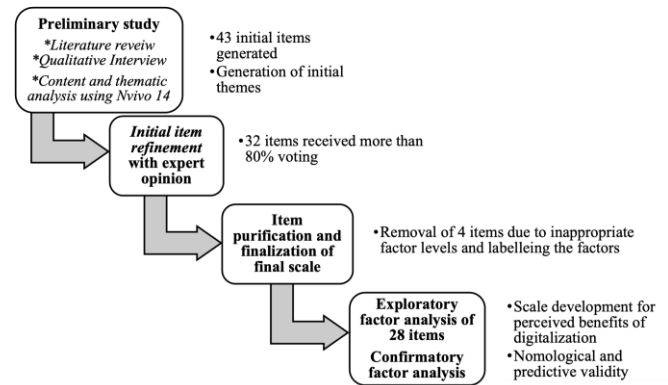 Preliminary study
*Literature reveiw
*Qualitative Interview
*Content and thematic
analysis using Nvivo 14
•43 initial items
generated
•Generation of initial
themes
Initial item
refinement
with expert
opinion
•32 items received more than
80% voting
Item
purification and
finalization of
final scale
•Removal of 4 items due to inappropriate
factor levels and labelleing the factors
Exploratory
factor analysis of
28 items
Confirmatory
factor analysis
•Scale development for
perceived benefits of
digitalization
•Nomological and
predictive validity